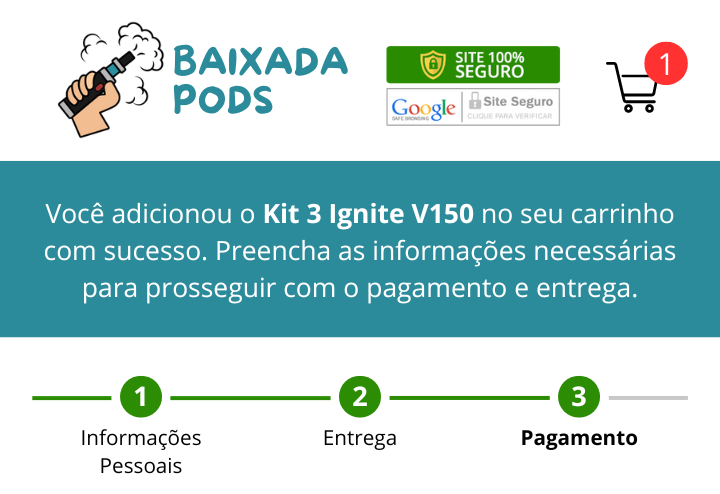 BAIXADA
PODS
SITE 100%
SEGURO
Google
SAFE BROWSING
Site Seguro
CLIQUE PARA VERIFICAR
1
Você adicionou o Kit 3 Ignite V150 no seu carrinho
com sucesso. Preencha as informações necessárias
para prosseguir com o pagamento e entrega.
1
2
3
Informações
Pessoais
Entrega
Pagamento